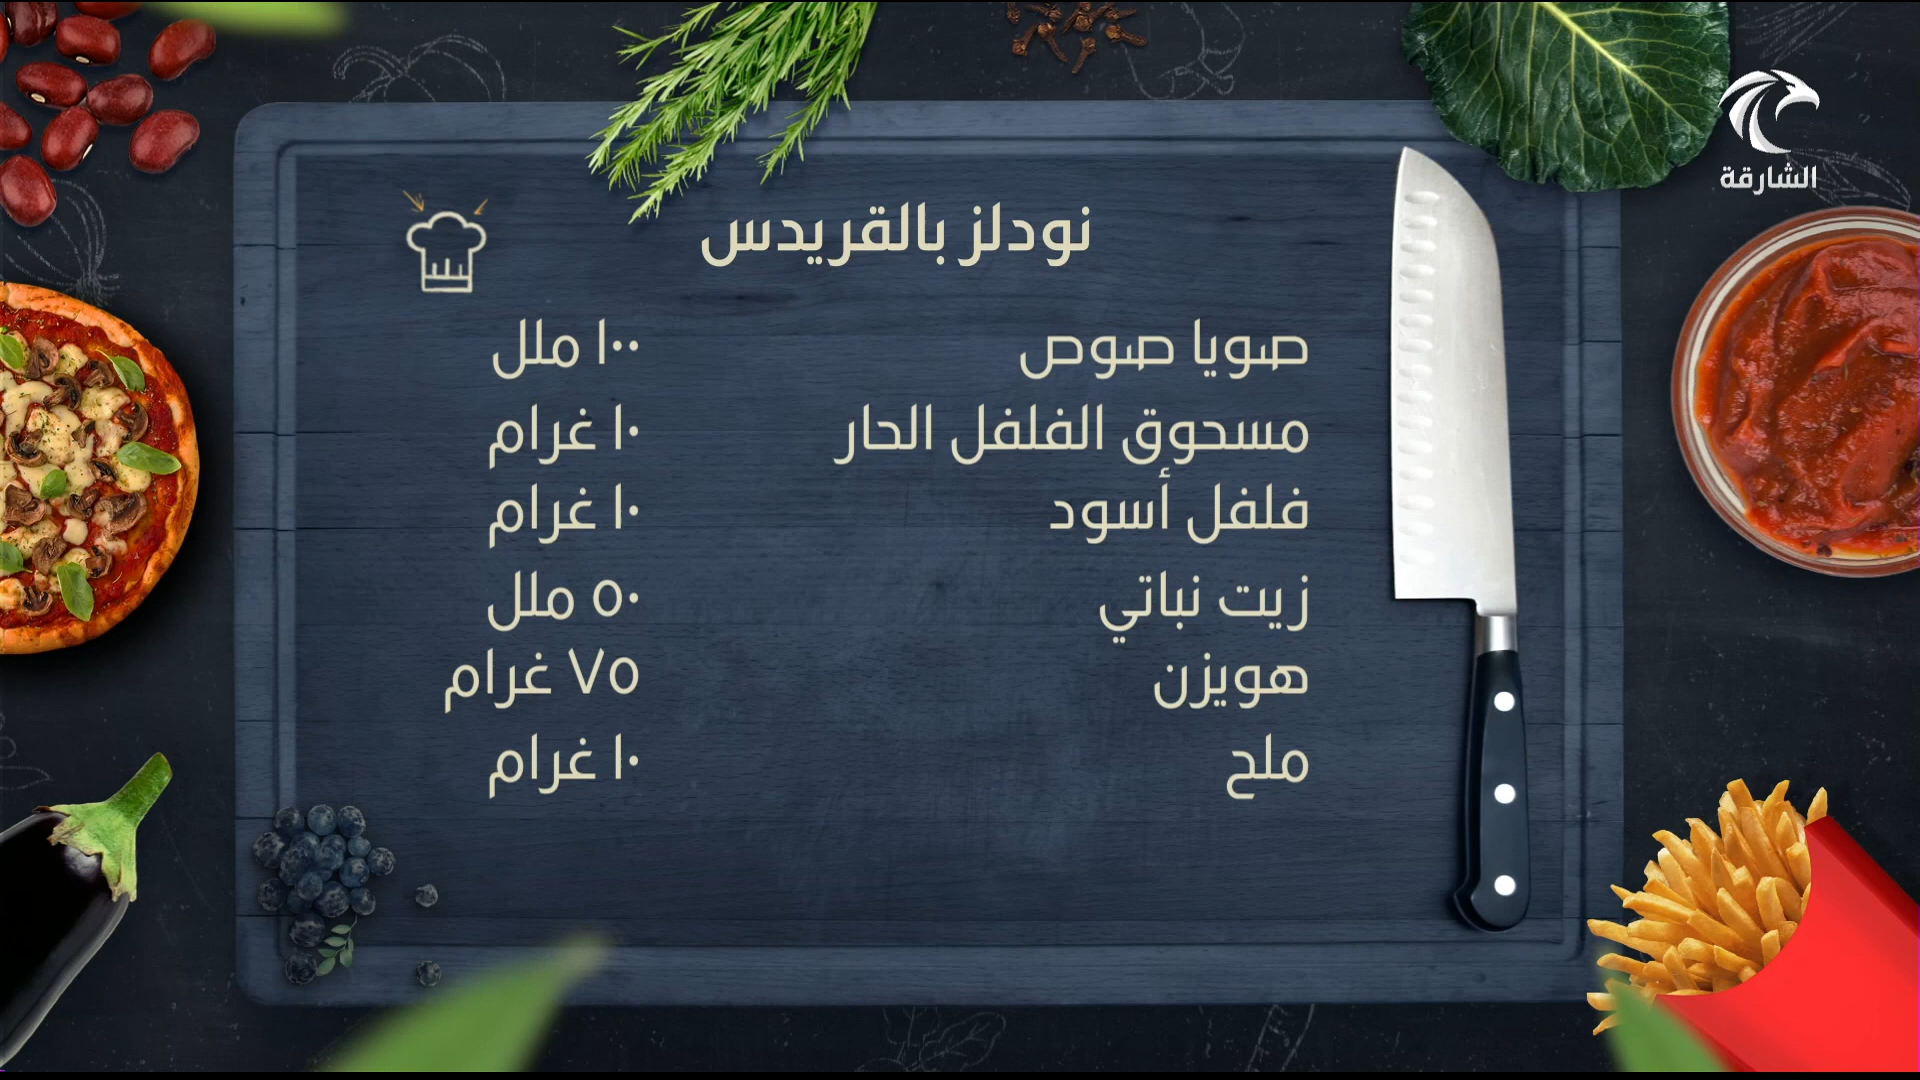 الشارقة
نودلز بالقريدس
صويا صوص ١٠٠ ملل
مسحوق الفلفل الحار ١٠ غرام
فلفل أسود ١٠ غرام
زيت نباتي ٥٠ ملل
هويزن ٧٥ غرام
ملح ١٠ غرام